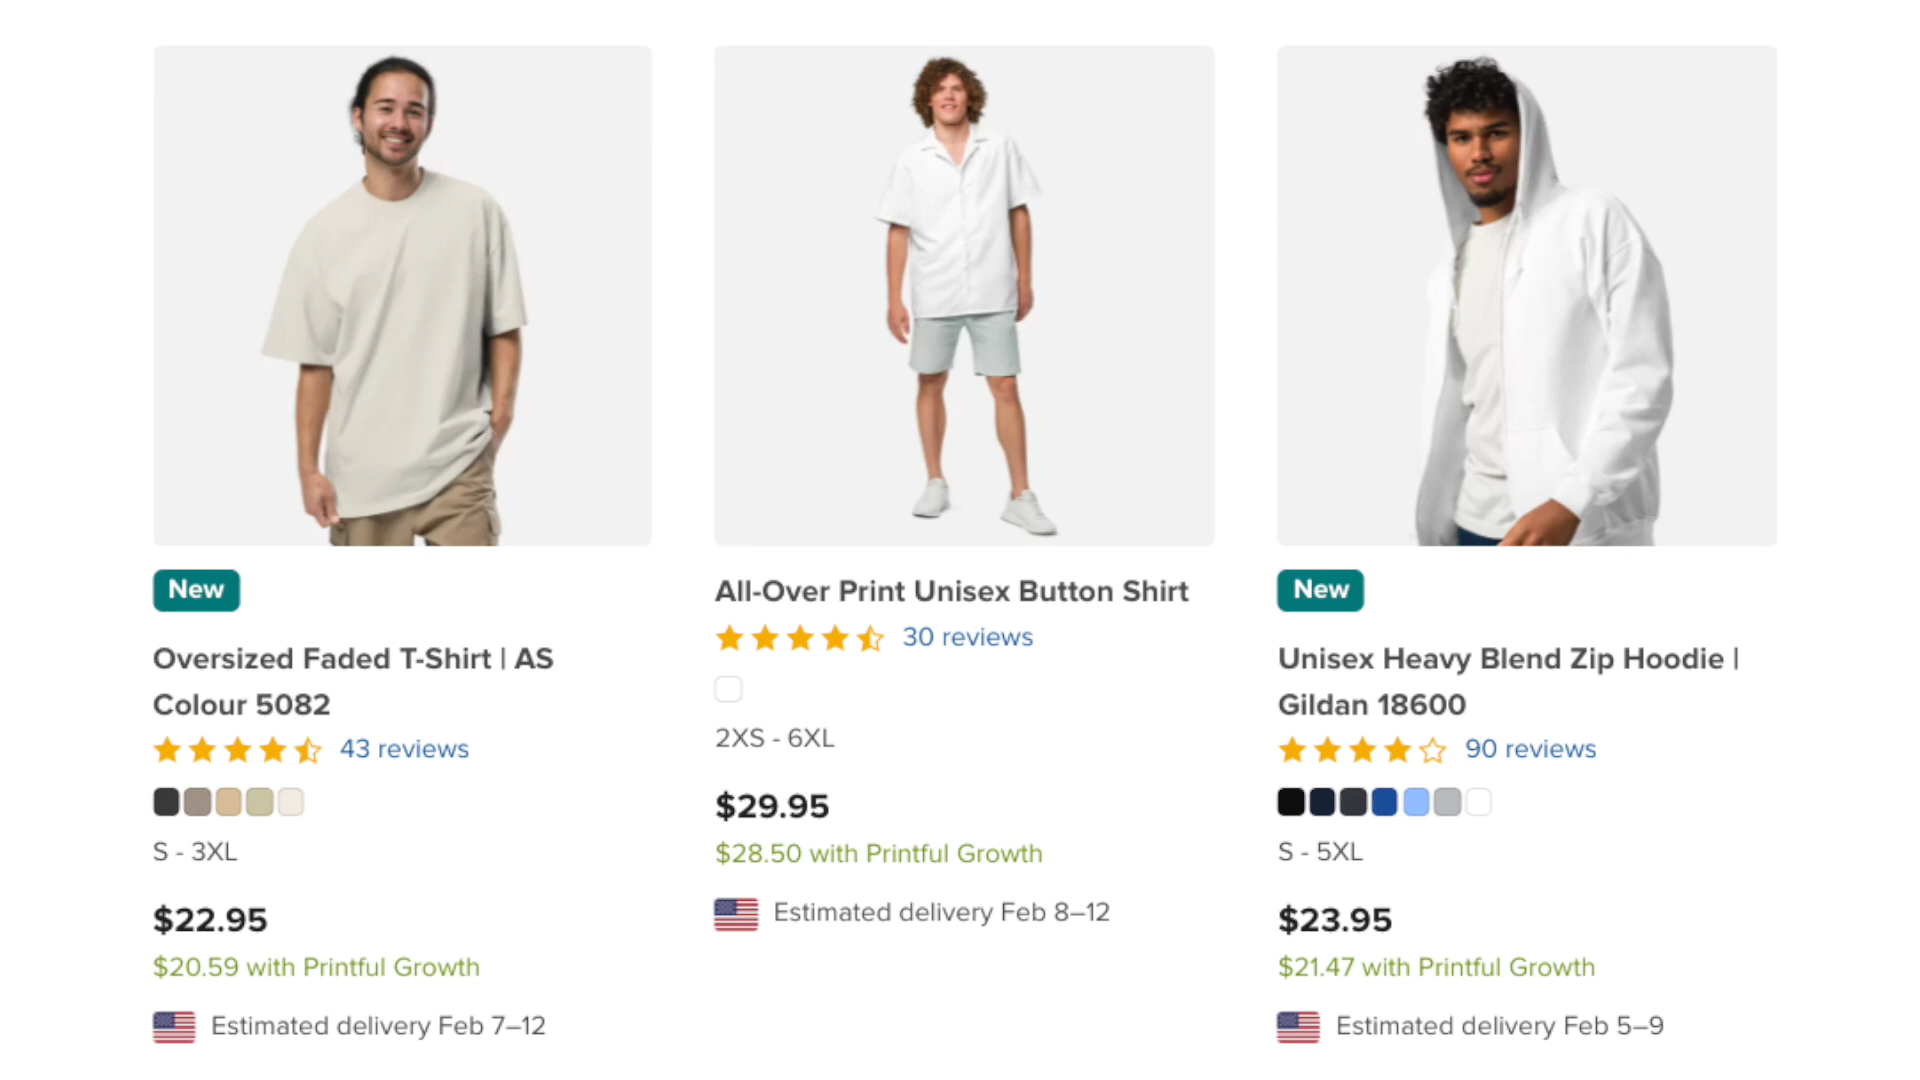 New
Oversized Faded T-Shirt | AS
Colour 5082
43 reviews
S - 3XL
$22.95
$20.59 with Printful Growth
Estimated delivery Feb 7–12
All-Over Print Unisex Button Shirt
30 reviews
2XS - 6XL
$29.95
$28.50 with Printful Growth
Estimated delivery Feb 8–12
New
Unisex Heavy Blend Zip Hoodie |
Gildan 18600
90 reviews
S - 5XL
$23.95
$21.47 with Printful Growth
Estimated delivery Feb 5–9